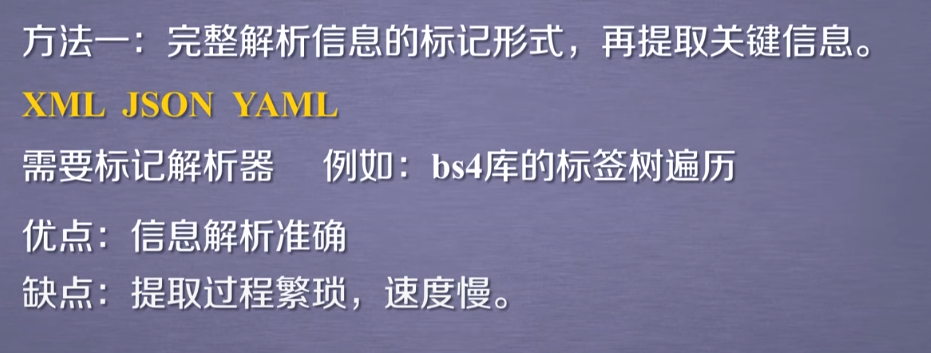 方法一：完整解析信息的标记形式，再提取关键信息。
XML JSON YAML
需要标记解析器 例如：bs4库的标签树遍历
优点：信息解析准确
缺点：提取过程繁琐，速度慢。